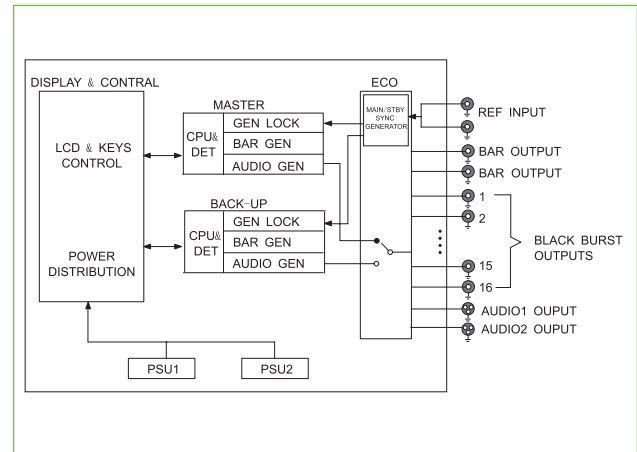 DISPLAY & CONTRAL
LCD & KEYS
CONTROL
POWER
DISTRIBUTION
MASTER
CPU&
DET
GEN LOCK
BAR GEN
AUDIO GEN
BACK-UP
CPU&
DET
GEN LOCK
BAR GEN
AUDIO GEN
PSU1
PSU2
ECO
MAIN/STBY
SYNC
GENERATOR
REF INPUT
BAR OUTPUT
BAR OUTPUT
1
2
15
16
BLACK BURST
OUTPUTS
AUDIO1 OUPUT
AUDIO2 OUPUT